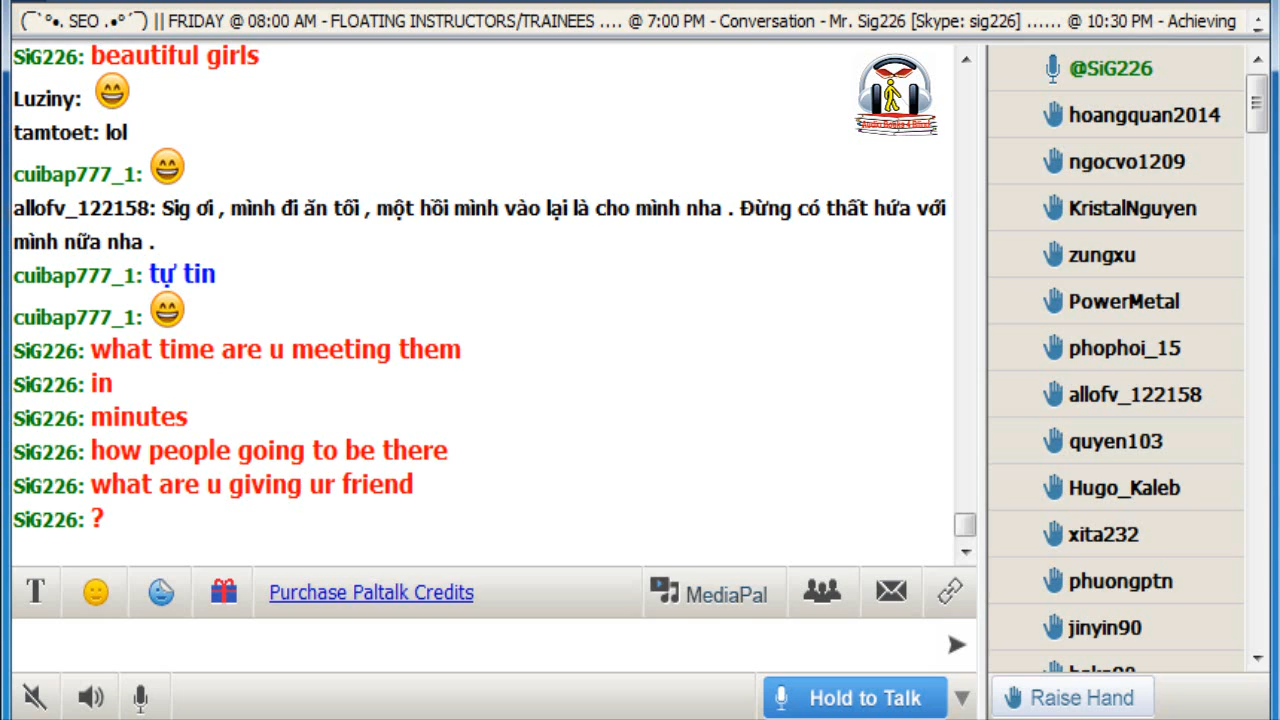 (¯`°•. SEO .•°´¯) || FRIDAY @ 08:00 AM - FLOATING INSTRUCTORS/TRAINEES .... @ 7:00 PM - Conversation - Mr. Sig226 [Skype: sig226] ...... @ 10:30 PM - Achieving
SiG226: beautiful girls
Luziny:
tamtoet: lol
cuibap777_1:
allofv_122158: Sig ơi , mình đi ăn tối , một hồi mình vào lại là cho mình nha . Đừng có thất hứa với
mình nữa nha .
cuibap777_1: tự tin
cuibap777_1:
SiG226: what time are u meeting them
SiG226: in
SiG226: minutes
SiG226: how people going to be there
SiG226: what are u giving ur friend
SiG226: ?
@SiG226
hoangquan2014
ngocvo1209
KristalNguyen
zungxu
PowerMetal
phophoi_15
allofv_122158
quyen103
Hugo_Kaleb
xita232
phuongptn
jinyin90
T
Purchase Paltalk Credits
MediaPal
Hold to Talk
Raise Hand